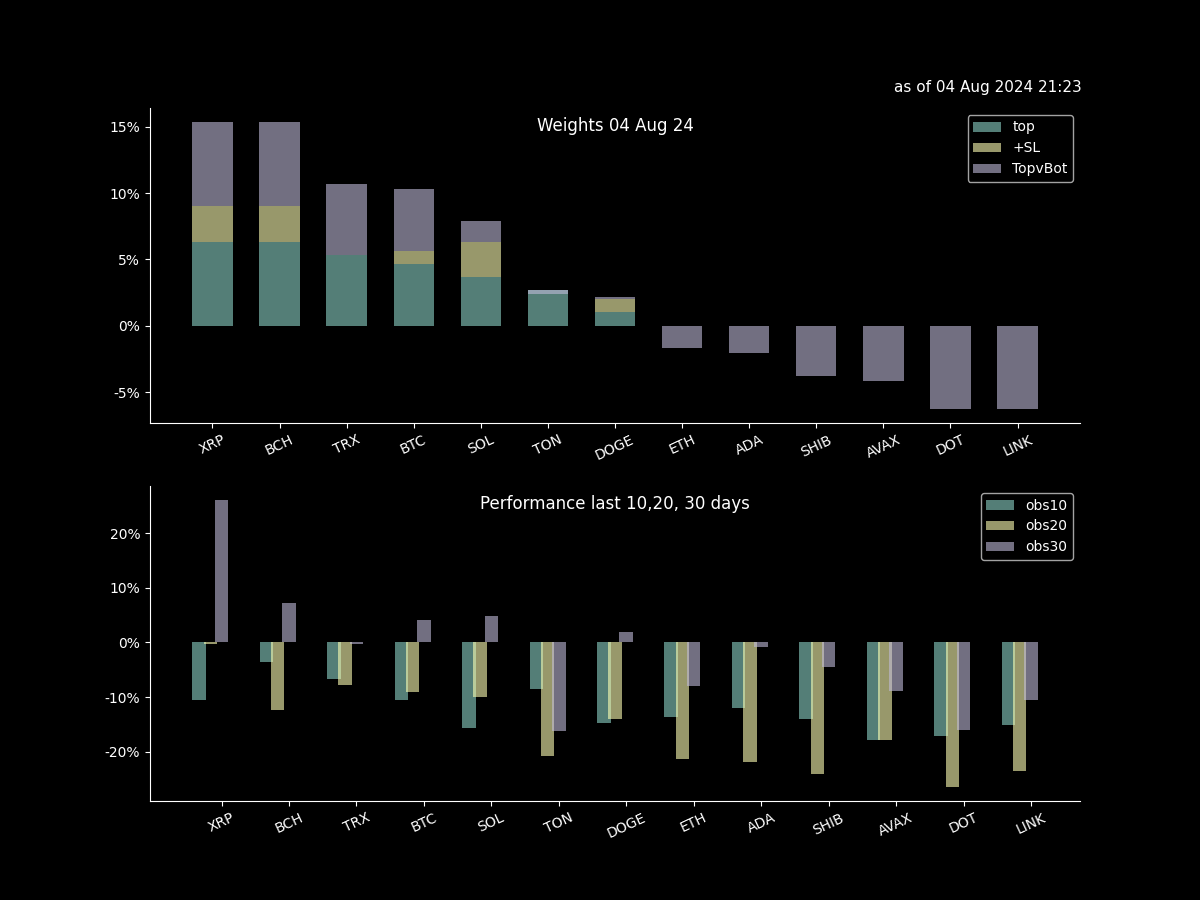 as of 04 Aug 2024 21:23
Weights 04 Aug 24
top
+SL
TopvBot
15%
10%
5%
0%
-5%
XRP BCH TRX BTC SOL TON DOGE ETH ADA SHIB AVAX DOT LINK
Performance last 10,20, 30 days
obs10
obs20
obs30
20%
10%
0%
-10%
-20%
XRP BCH TRX BTC SOL TON DOGE ETH ADA SHIB AVAX DOT LINK